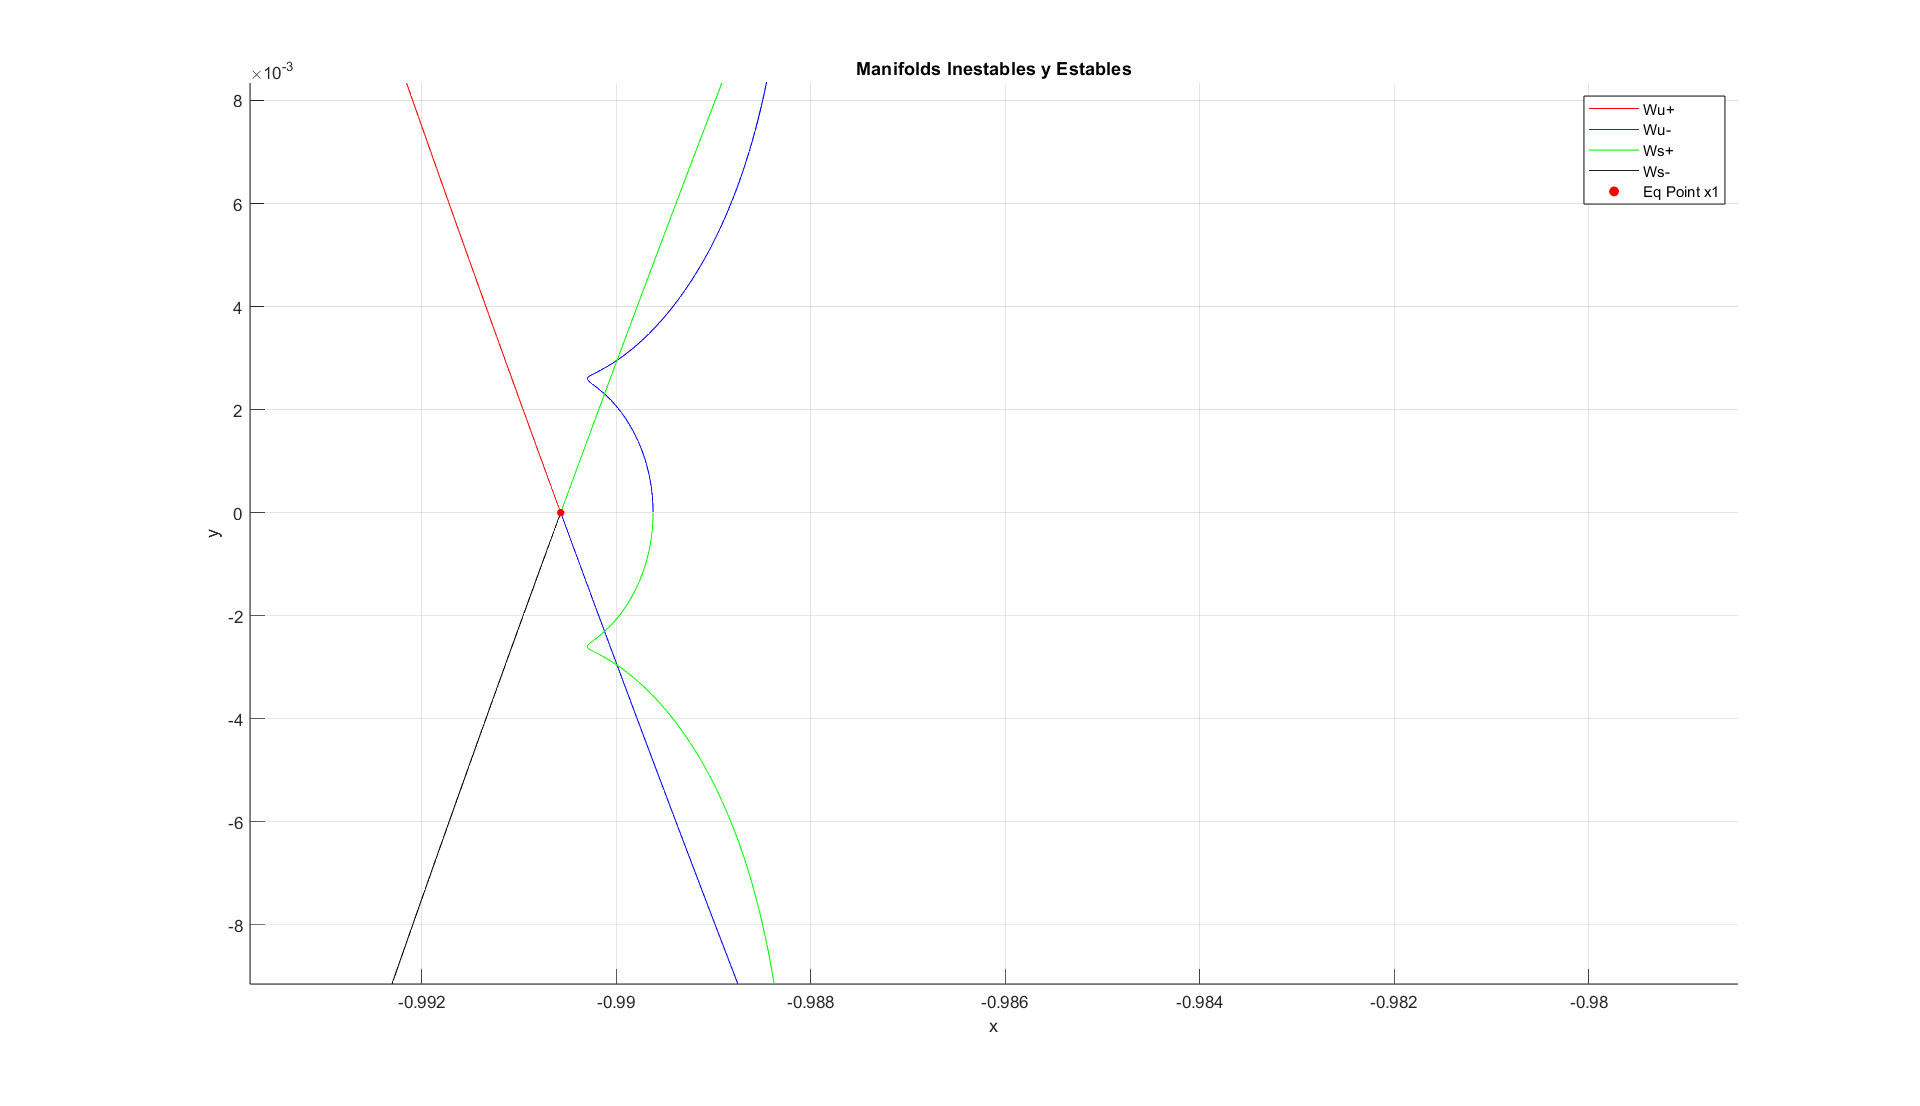 Manifolds Inestables y Estables
×10-3
8
6
4
2
0
-2
-4
-6
-8
y
-0.992
-0.99
-0.988
-0.986
-0.984
-0.982
-0.98
x
Wu+
Wu-
Ws+
Ws-
Eq Point x1